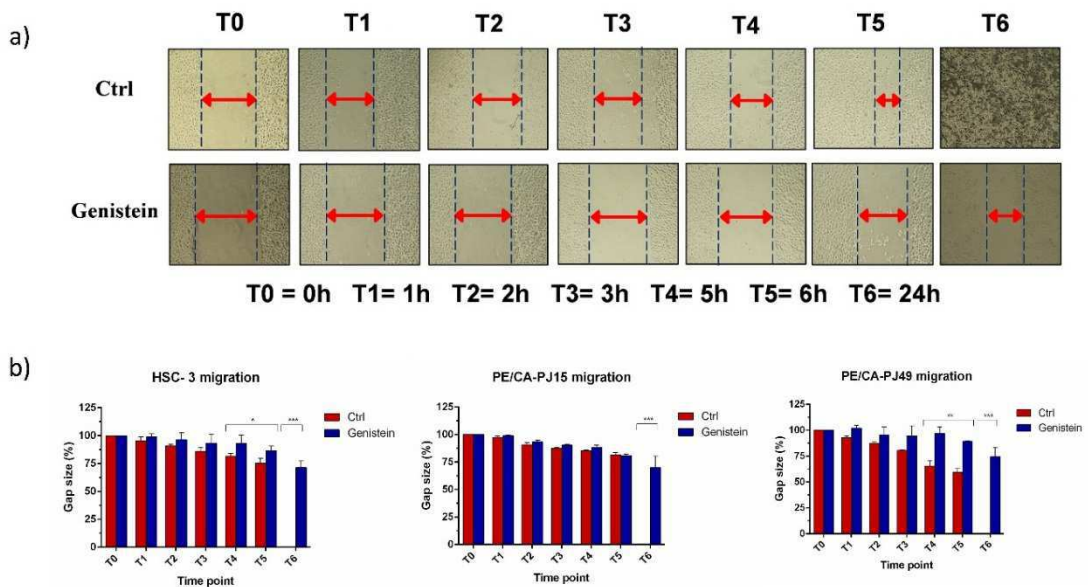 a)
T0 T1 T2 T3 T4 T5 T6
Ctrl
Genistein
T0 = 0h T1= 1h T2= 2h T3= 3h T4= 5h T5= 6h T6= 24h
b)
HSC- 3 migration
Gap size (%)
125
100
75
50
25
0
* ***
Ctrl
Genistein
T0 T1 T2 T3 T4 T5 T6
Time point
PE/CA-PJ15 migration
Gap size (%)
125
100
75
50
25
0
***
Ctrl
Genistein
T0 T1 T2 T3 T4 T5 T6
Time point
PE/CA-PJ49 migration
Gap size (%)
125
100
75
50
25
0
** ***
Ctrl
Genistein
T0 T1 T2 T3 T4 T5 T6
Time point